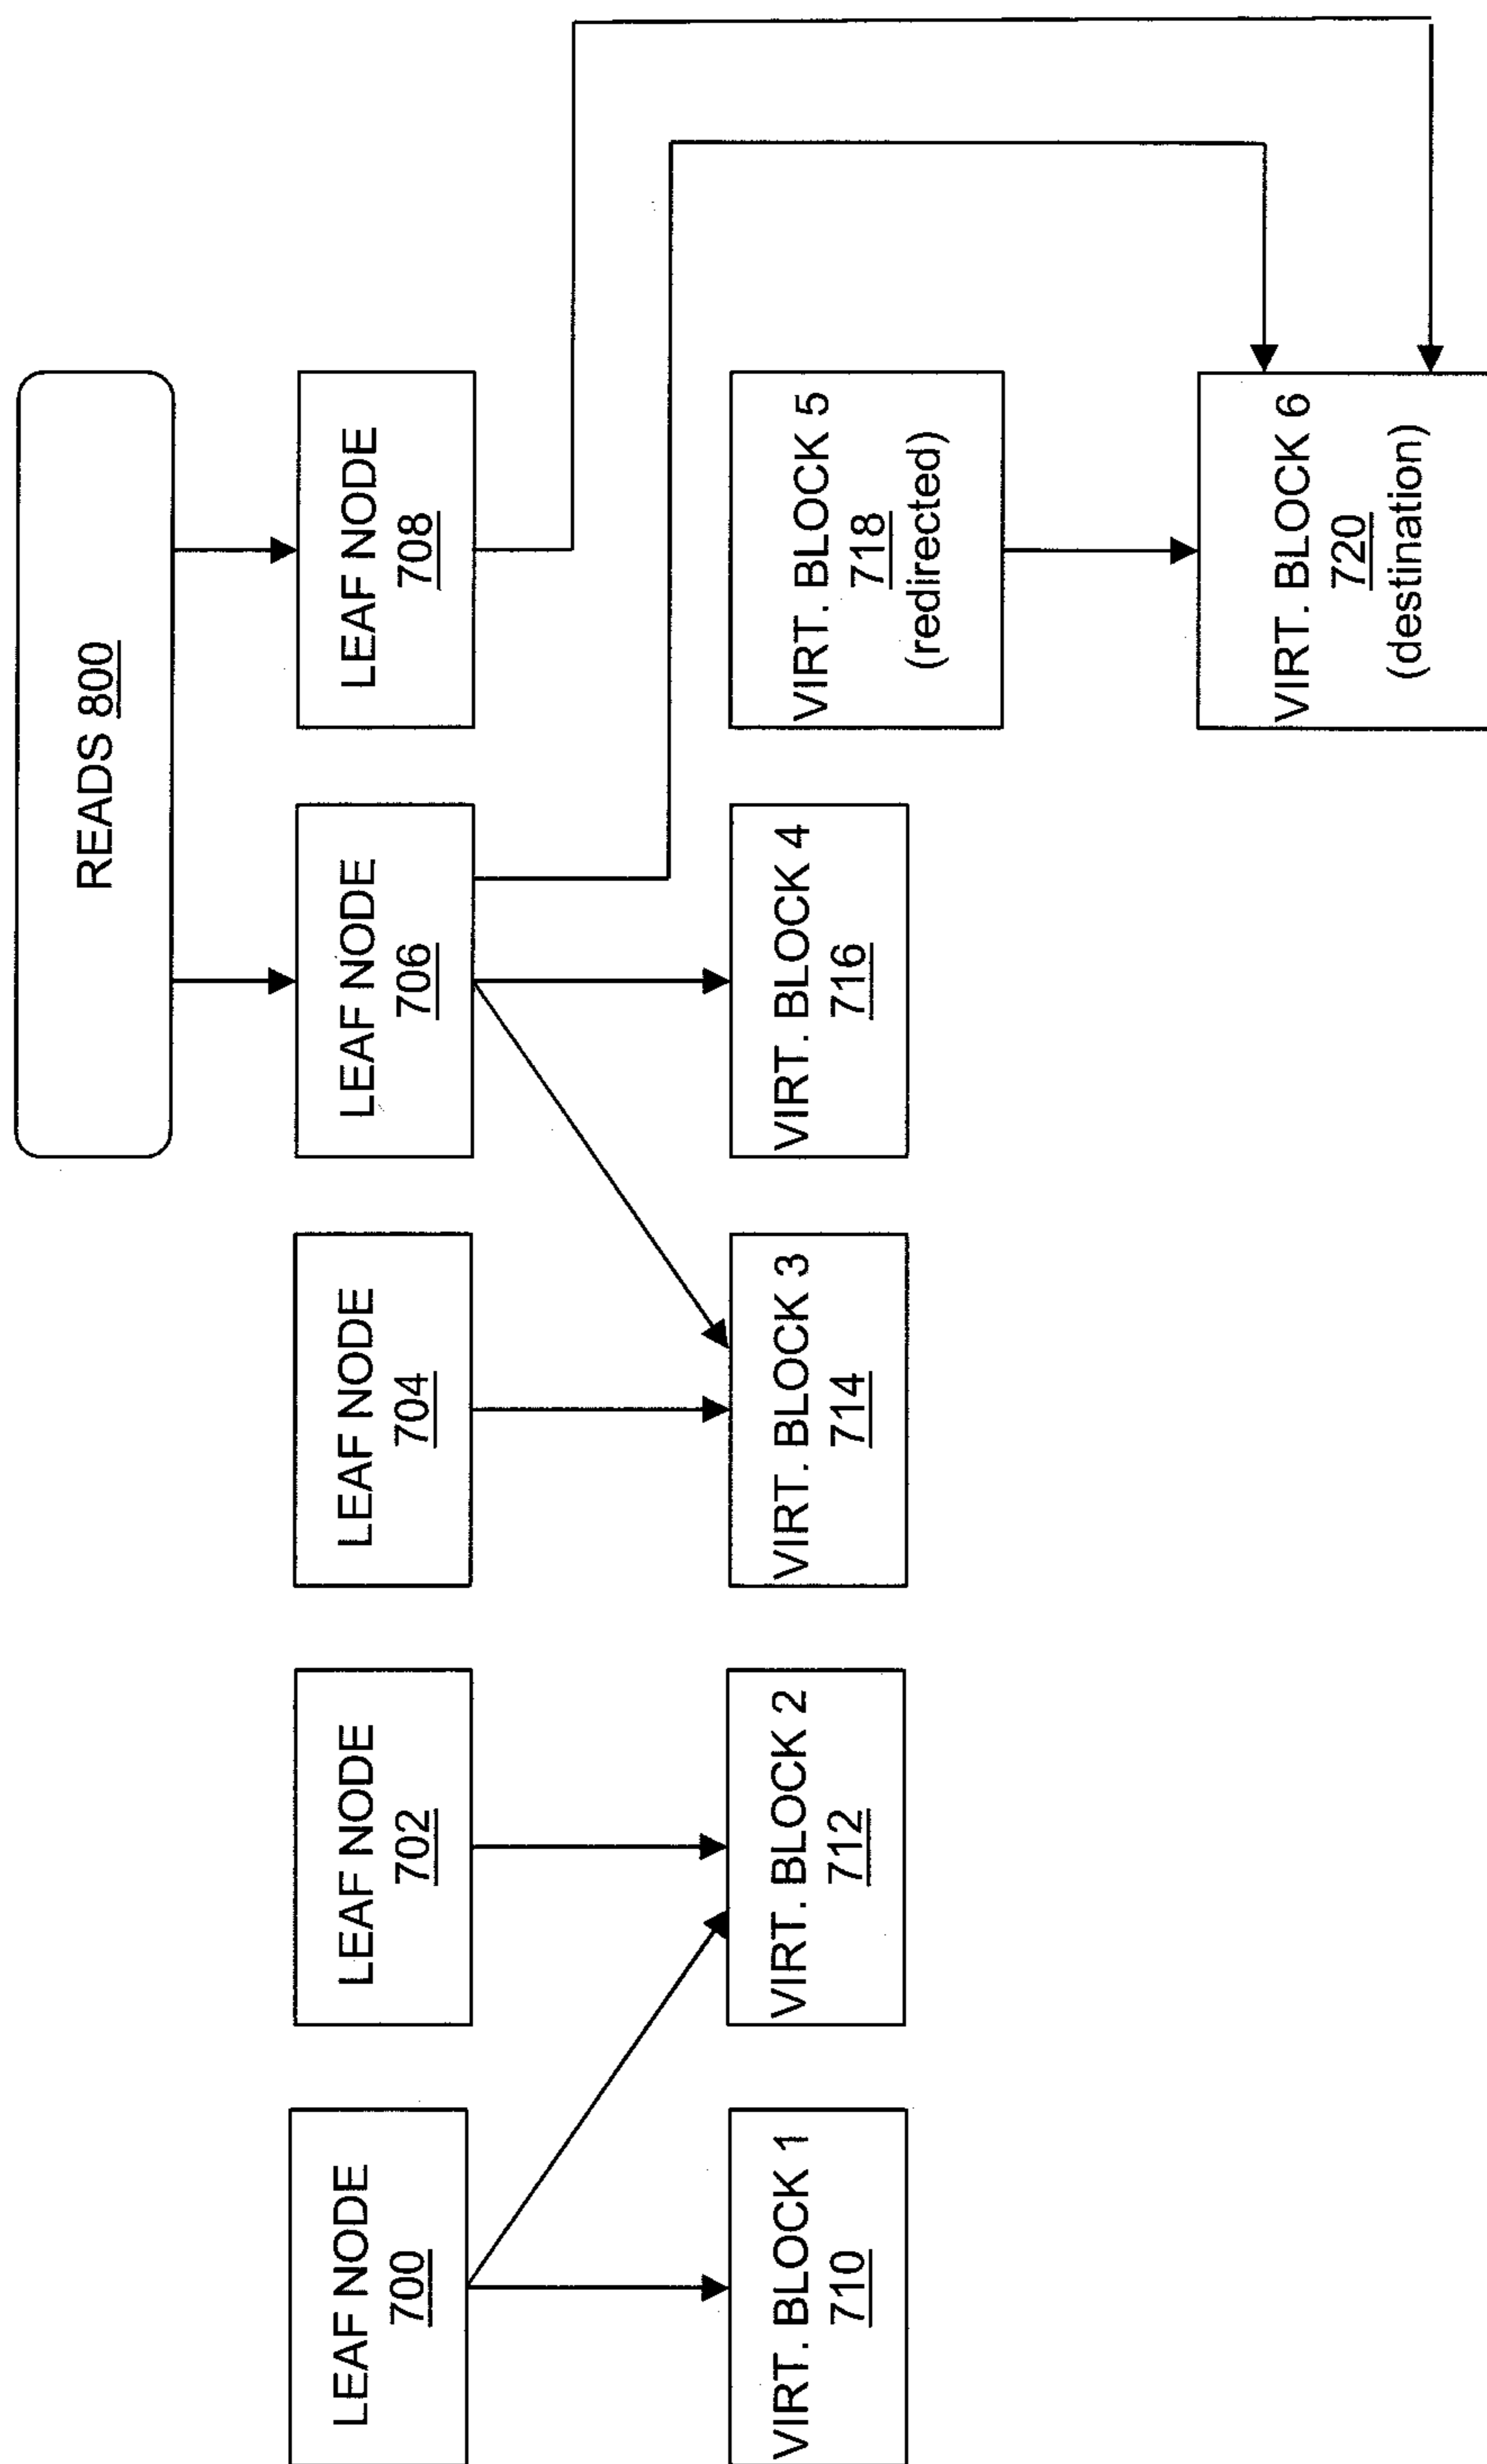 READS 800
LEAF NODE
700
LEAF NODE
702
LEAF NODE
704
LEAF NODE
706
LEAF NODE
708
VIRT. BLOCK 1
710
VIRT. BLOCK 2
712
VIRT. BLOCK 3
714
VIRT. BLOCK 4
716
VIRT. BLOCK 5
718
(redirected)
VIRT. BLOCK 6
720
(destination)